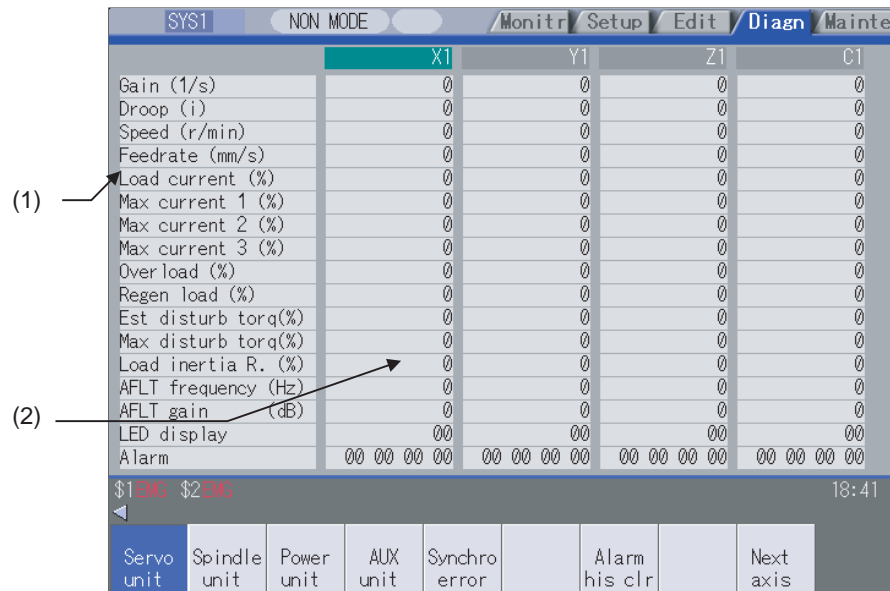 SYS1 NON MODE Monitr Setup Edit Diagn Mainte
X1 Y1 Z1 C1
Gain (1/s) 0 0 0 0
Droop (i) 0 0 0 0
Speed (r/min) 0 0 0 0
Feedrate (mm/s) 0 0 0 0
(1) Load current (%) 0 0 0 0
Max current 1 (%) 0 0 0 0
Max current 2 (%) 0 0 0 0
Max current 3 (%) 0 0 0 0
Overload (%) 0 0 0 0
Regen load (%) 0 0 0 0
Est disturb torq(%) 0 0 0 0
Max disturb torq(%) 0 0 0 0
Load inertia R. (%) 0 0 0 0
AFLT frequency (Hz) 0 0 0 0
(2) AFLT gain (dB) 0 0 0 0
LED display 00 00 00 00
Alarm 00 00 00 00 00 00 00 00 00 00 00 00 00 00 00 00
$1EMG $2EMG 18:41
Servo unit
Spindle unit
Power unit
AUX unit
Synchro error
Alarm his clr
Next axis